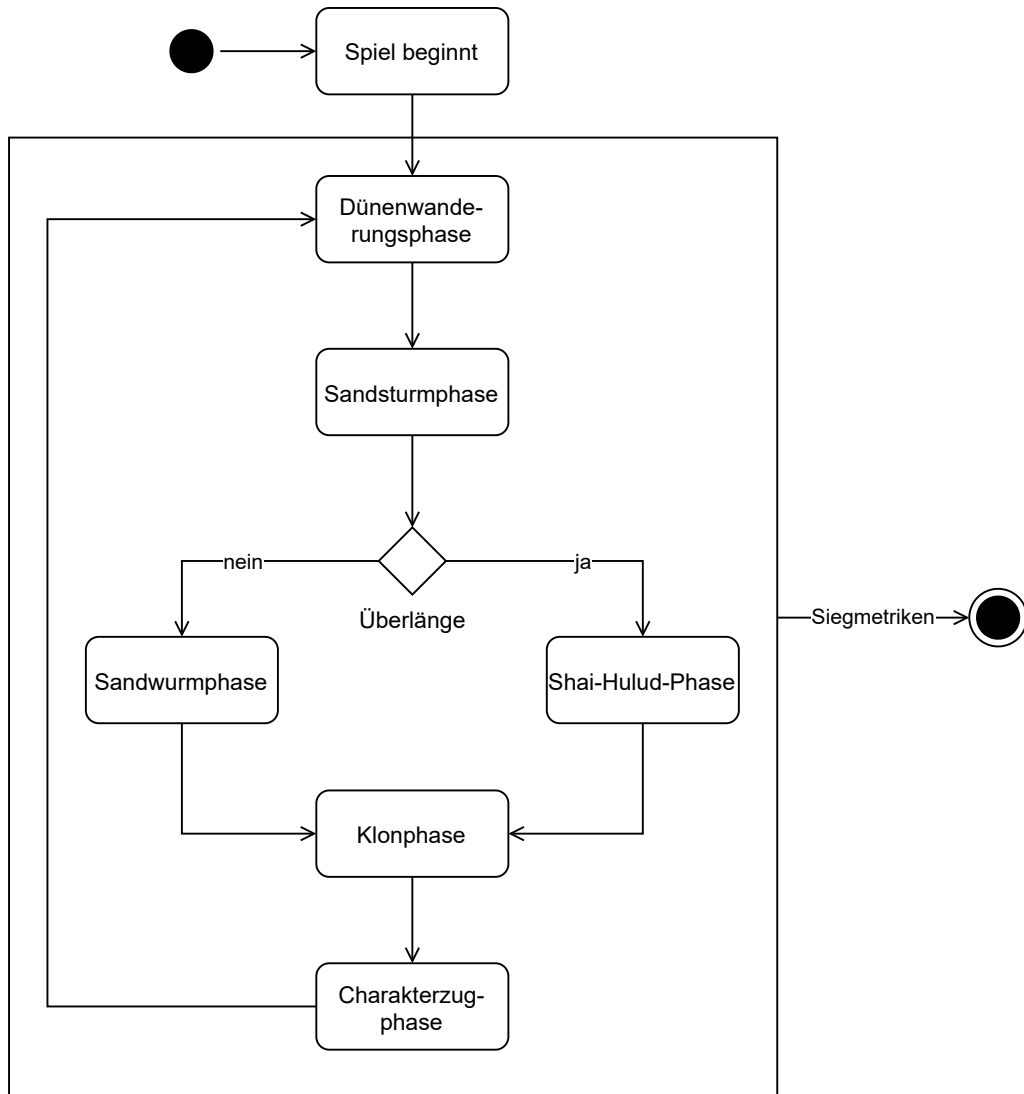 Spiel beginnt
Dünenwande-
rungsphase
Sandsturmphase
nein
ja
Überlänge
Siegmetriken
Sandwurmphase
Shai-Hulud-Phase
Klonphase
Charakterzug-
phase